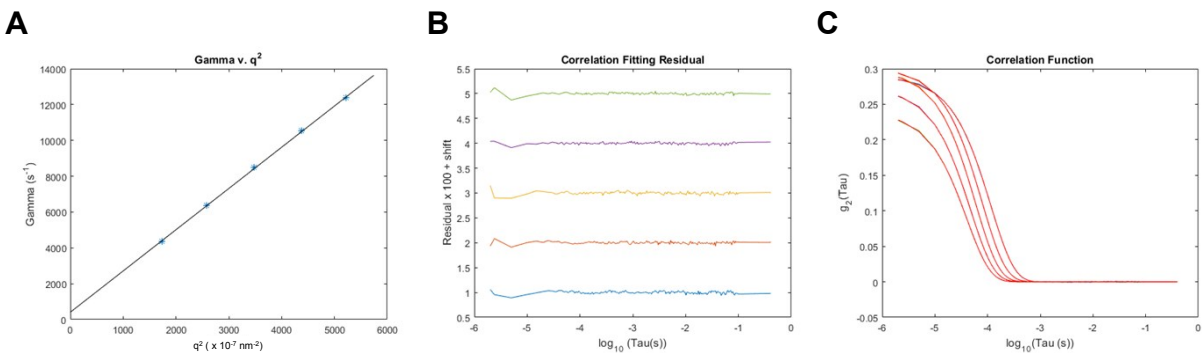 A
Gamma v. q²
14000
12000
10000
8000
6000
4000
2000
0
Gamma (s⁻¹)
0 1000 2000 3000 4000 5000 6000
q² ( x 10⁻⁷ nm⁻²)
B
Correlation Fitting Residual
5.5
5
4.5
4
3.5
3
2.5
2
1.5
1
0.5
Residual x 100 + shift
-6 -5 -4 -3 -2 -1 0
log₁₀ (Tau(s))
C
Correlation Function
0.3
0.25
0.2
0.15
0.1
0.05
0
-0.05
g₂(Tau)
-6 -5 -4 -3 -2 -1 0
log₁₀(Tau (s))